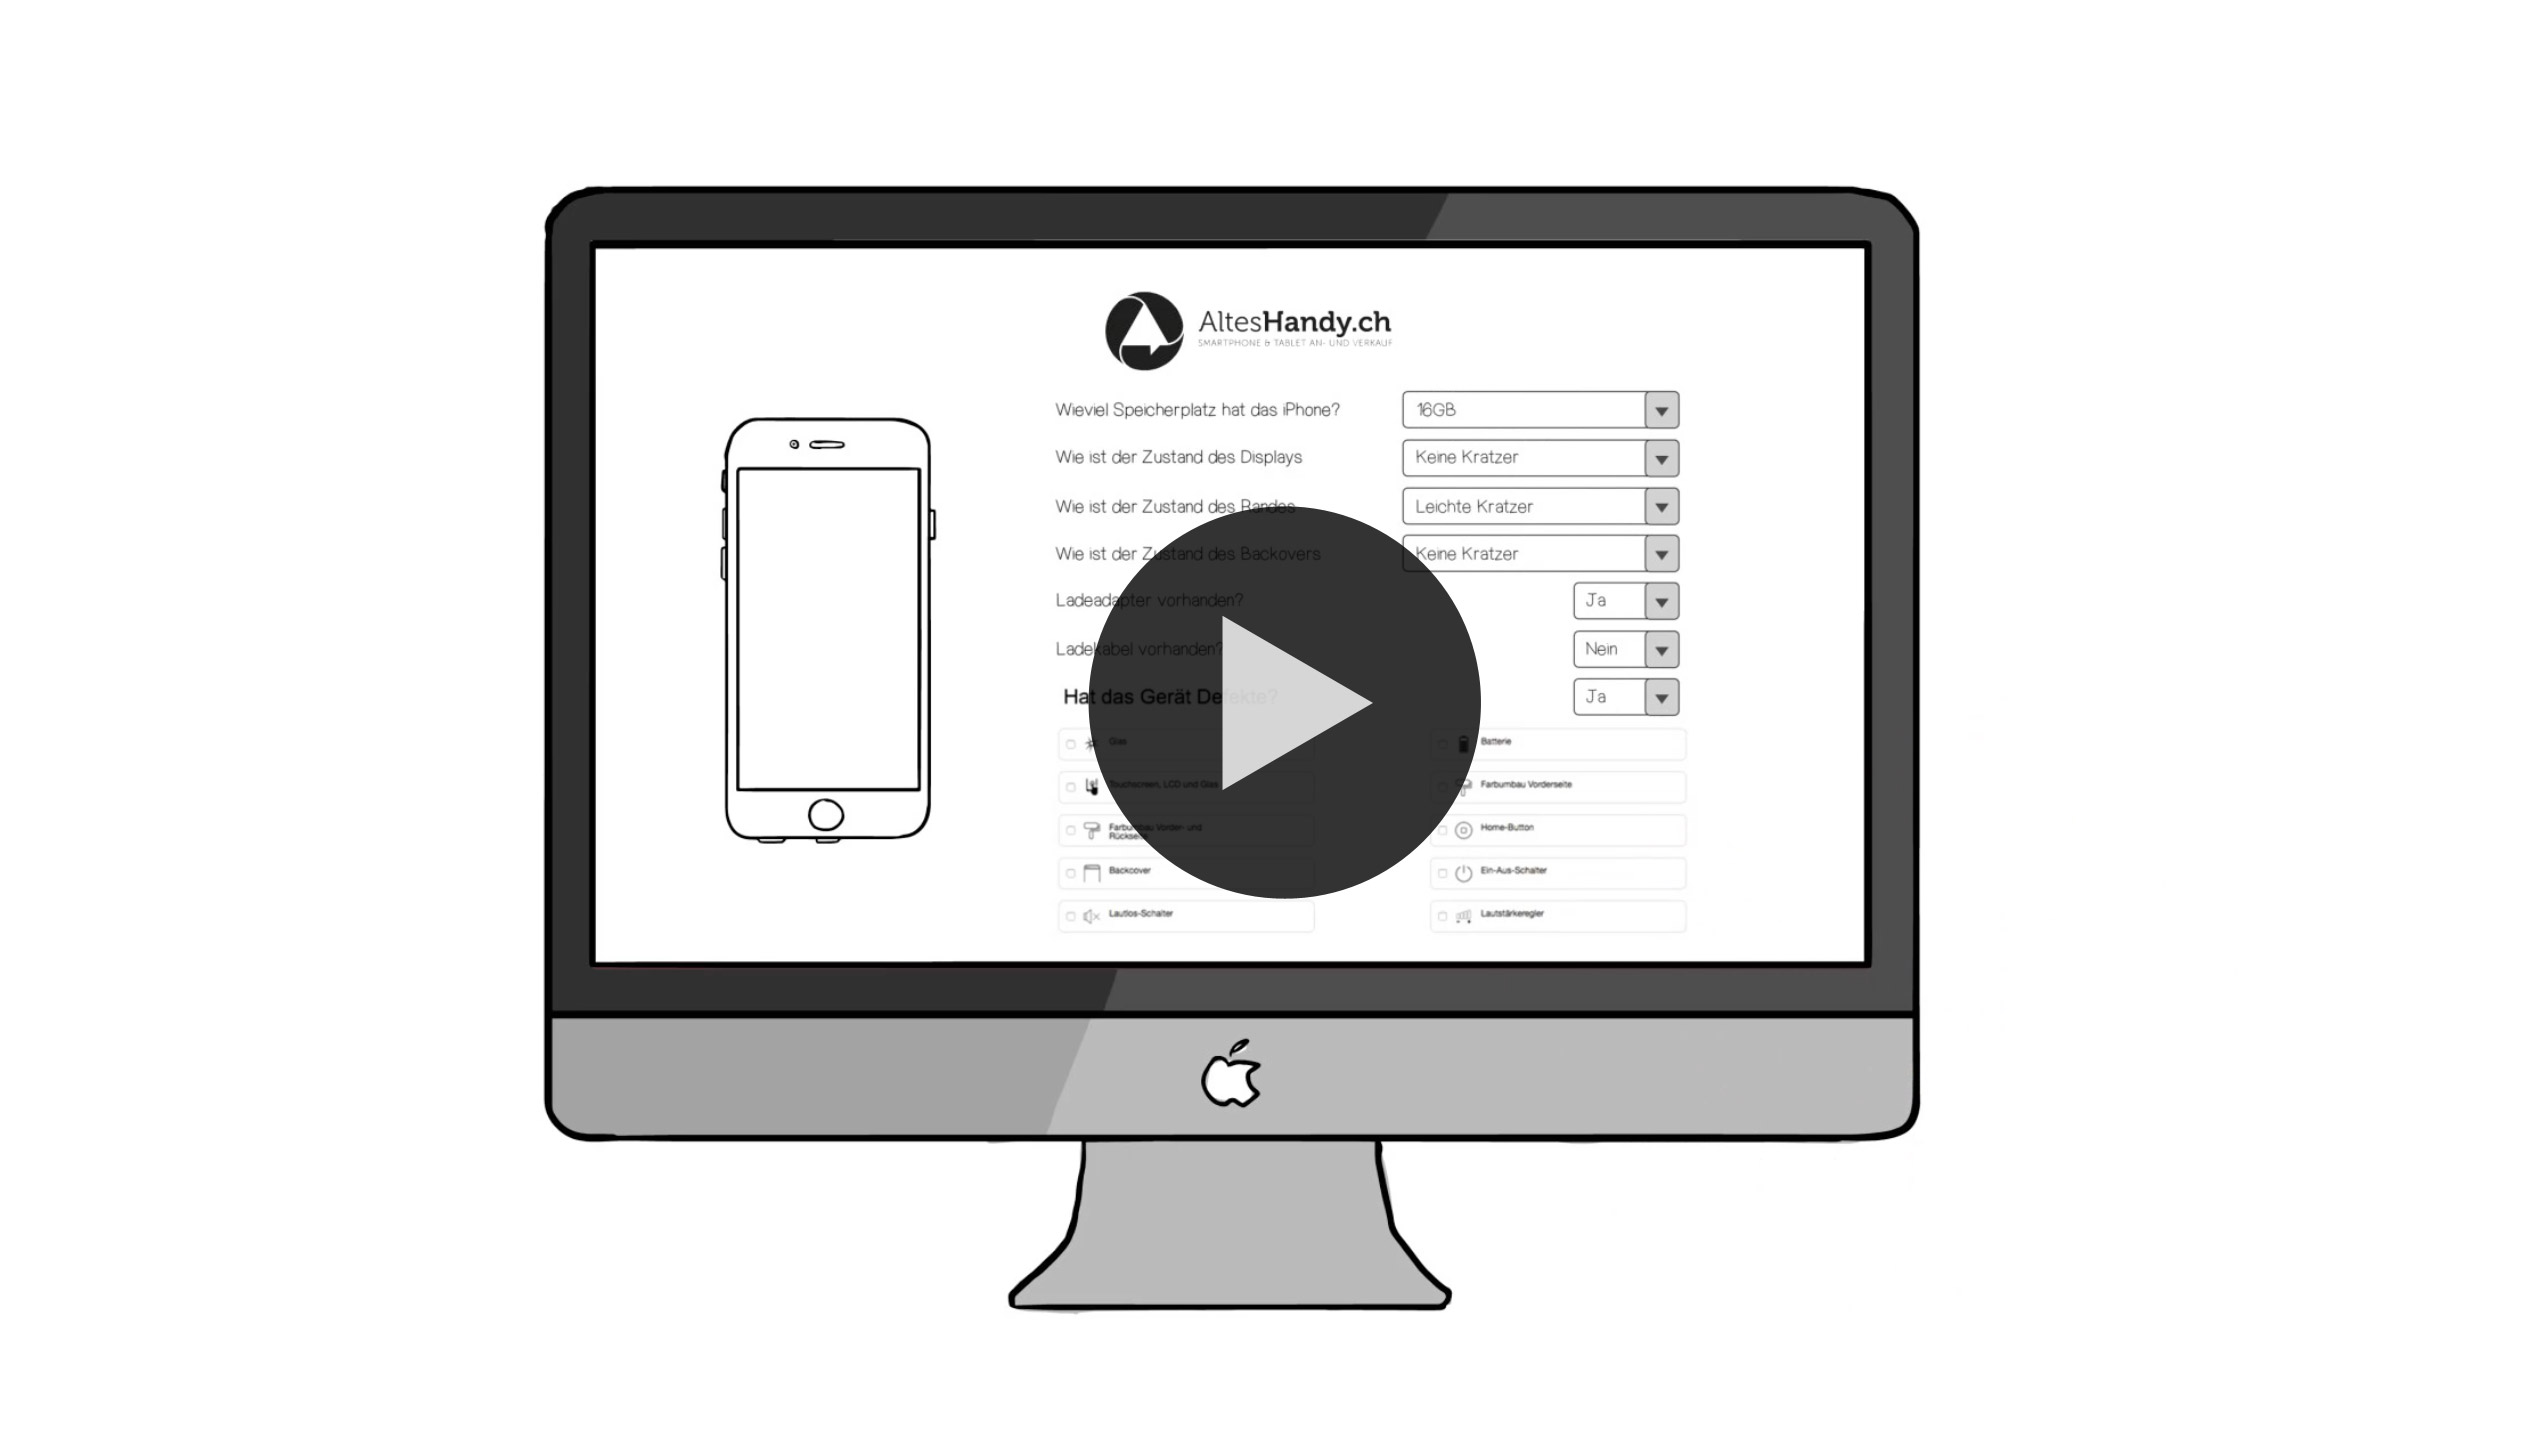 AltesHandy.ch
SMARTPHONE & TABLET AN- UND VERKAUF
Wieviel Speicherplatz hat das iPhone? 16GB
Wie ist der Zustand des Displays Keine Kratzer
Wie ist der Zustand des Randes Leichte Kratzer
Wie ist der Zustand des Backovers Keine Kratzer
Ladeadapter vorhanden? Ja
Ladekabel vorhanden? Nein
Hat das Gerät Defekte? Ja
Glas Batterie
Touchscreen, LCD und Glas Farbumbau Vorderseite
Farbumbau Vorder- und
Rückseite
Home-Button
Backcover Ein-Aus-Schalter
Lautlos-Schalter Lautstärkeregler